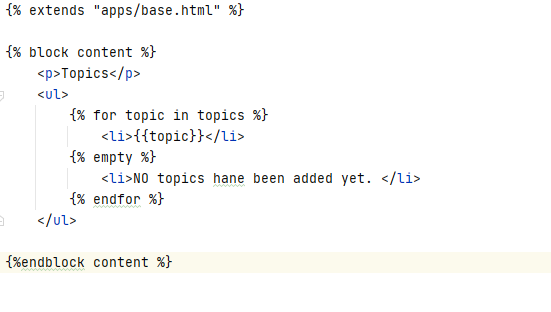 {% extends "apps/base.html" %}
{% block content %}
<p>Topics</p>
<ul>
{% for topic in topics %}
<li>{{topic}}</li>
{% empty %}
<li>NO topics hane been added yet. </li>
{% endfor %}
</ul>
{%endblock content %}